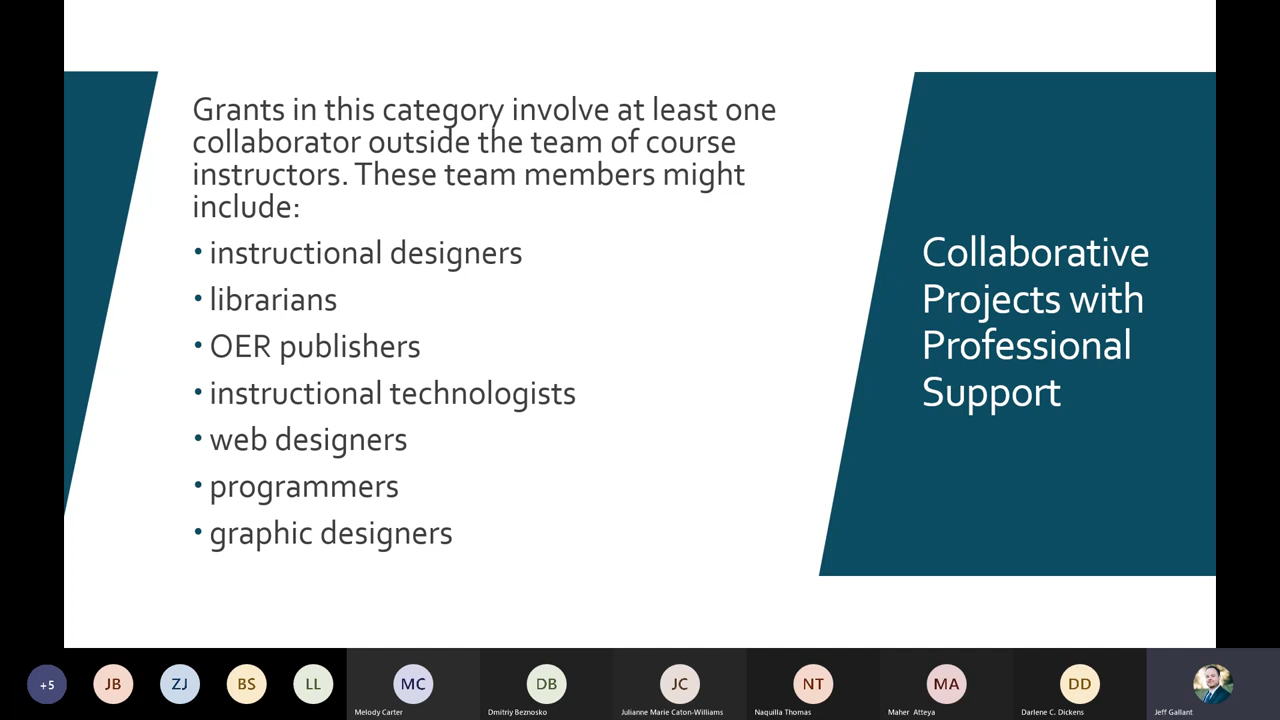 Grants in this category involve at least one
collaborator outside the team of course
instructors. These team members might
include:
• instructional designers
• librarians
• OER publishers
• instructional technologists
• web designers
• programmers
• graphic designers
Collaborative
Projects with
Professional
Support
+5
JB
ZJ
BS
LL
MC
DB
JC
NT
MA
DD
Melody Carter
Dmitriy Beznosko
Julianne Marie Caton-Williams
Naquilla Thomas
Maher Atteya
Darlene C. Dickens
Jeff Gallant